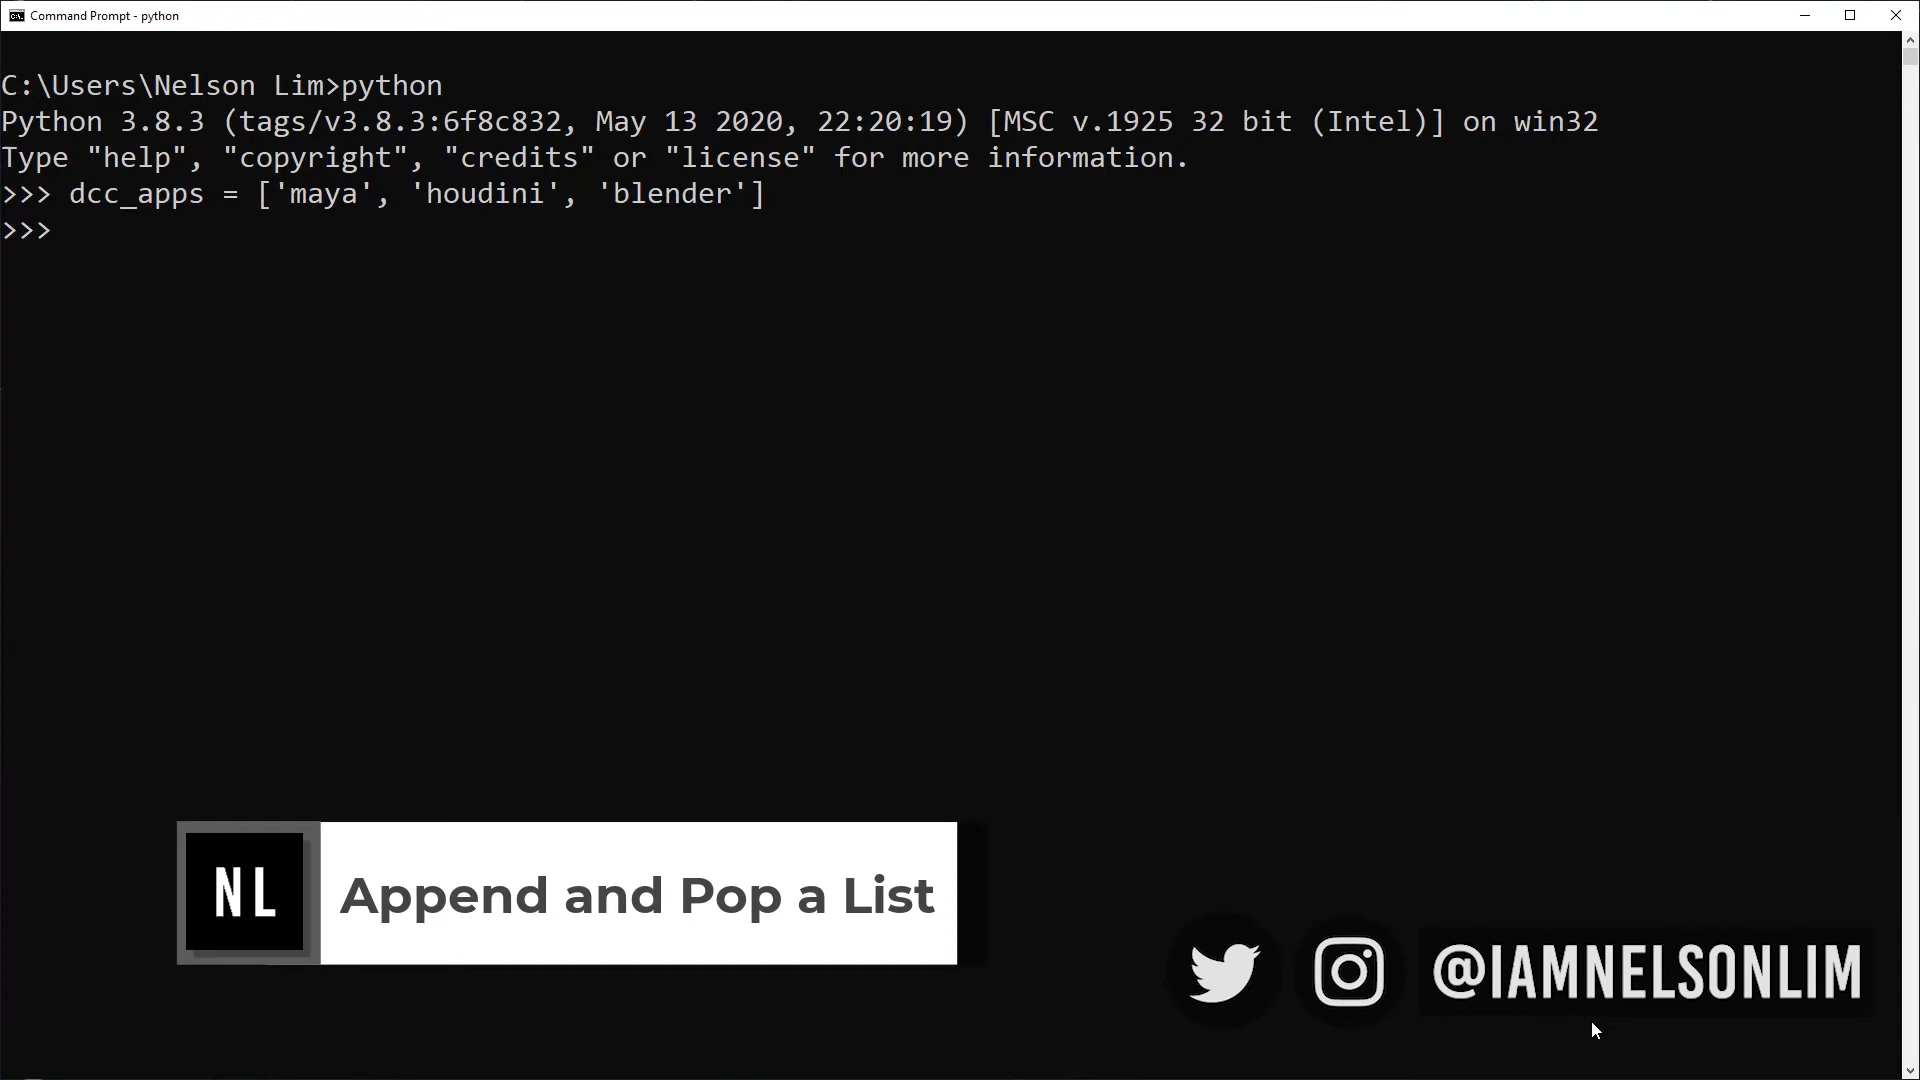 Command Prompt - python
C:\Users\Nelson Lim>python
Python 3.8.3 (tags/v3.8.3:6f8c832, May 13 2020, 22:20:19) [MSC v.1925 32 bit (Intel)] on win32
Type "help", "copyright", "credits" or "license" for more information.
>>> dcc_apps = ['maya', 'houdini', 'blender']
>>>
NL
Append and Pop a List
@IAMNELSONLIM